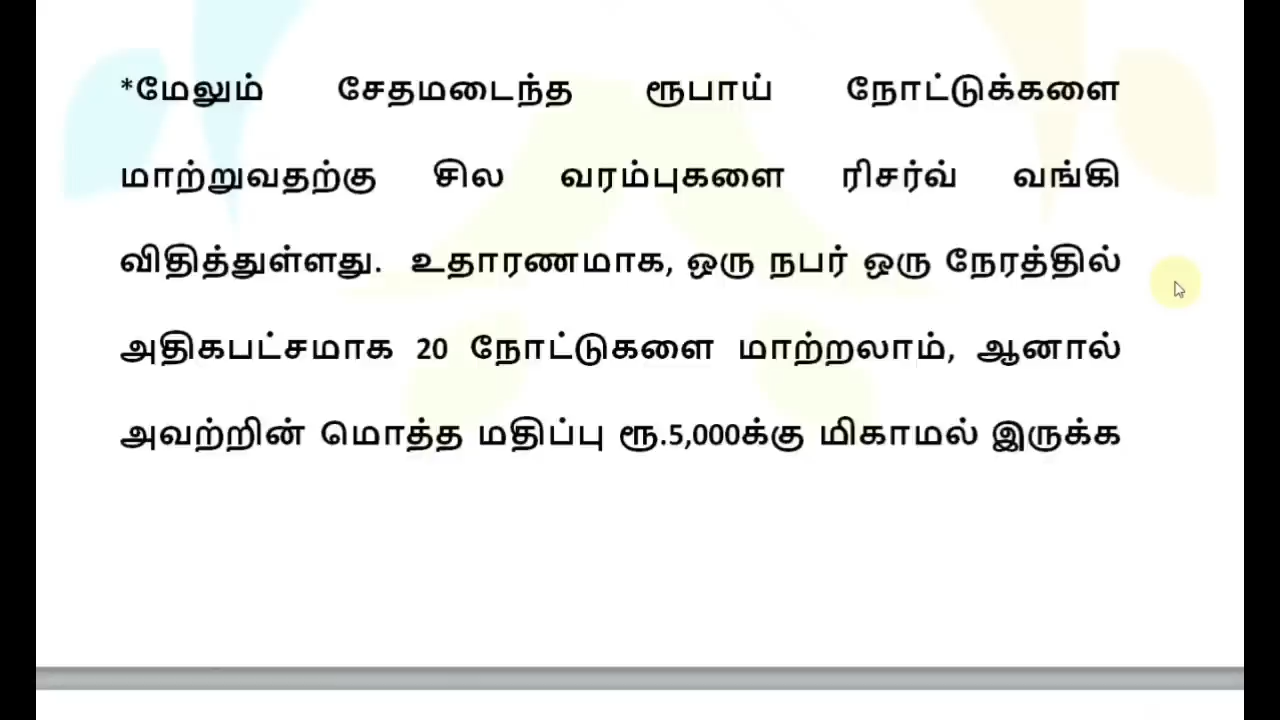 *மேலும் சேதமடைந்த ரூபாய் நோட்டுக்களை
மாற்றுவதற்கு சில வரம்புகளை ரிசர்வ் வங்கி
விதித்துள்ளது. உதாரணமாக, ஒரு நபர் ஒரு நேரத்தில்
அதிகபட்சமாக 20 நோட்டுகளை மாற்றலாம், ஆனால்
அவற்றின் மொத்த மதிப்பு ரூ.5,000க்கு மிகாமல் இருக்க